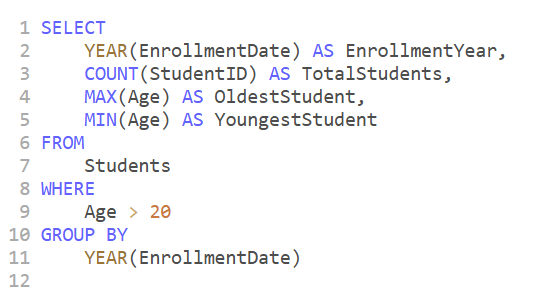 1 SELECT
2     YEAR(EnrollmentDate) AS EnrollmentYear,
3     COUNT(StudentID) AS TotalStudents,
4     MAX(Age) AS OldestStudent,
5     MIN(Age) AS YoungestStudent
6 FROM
7     Students
8 WHERE
9     Age > 20
10 GROUP BY
11     YEAR(EnrollmentDate)
12